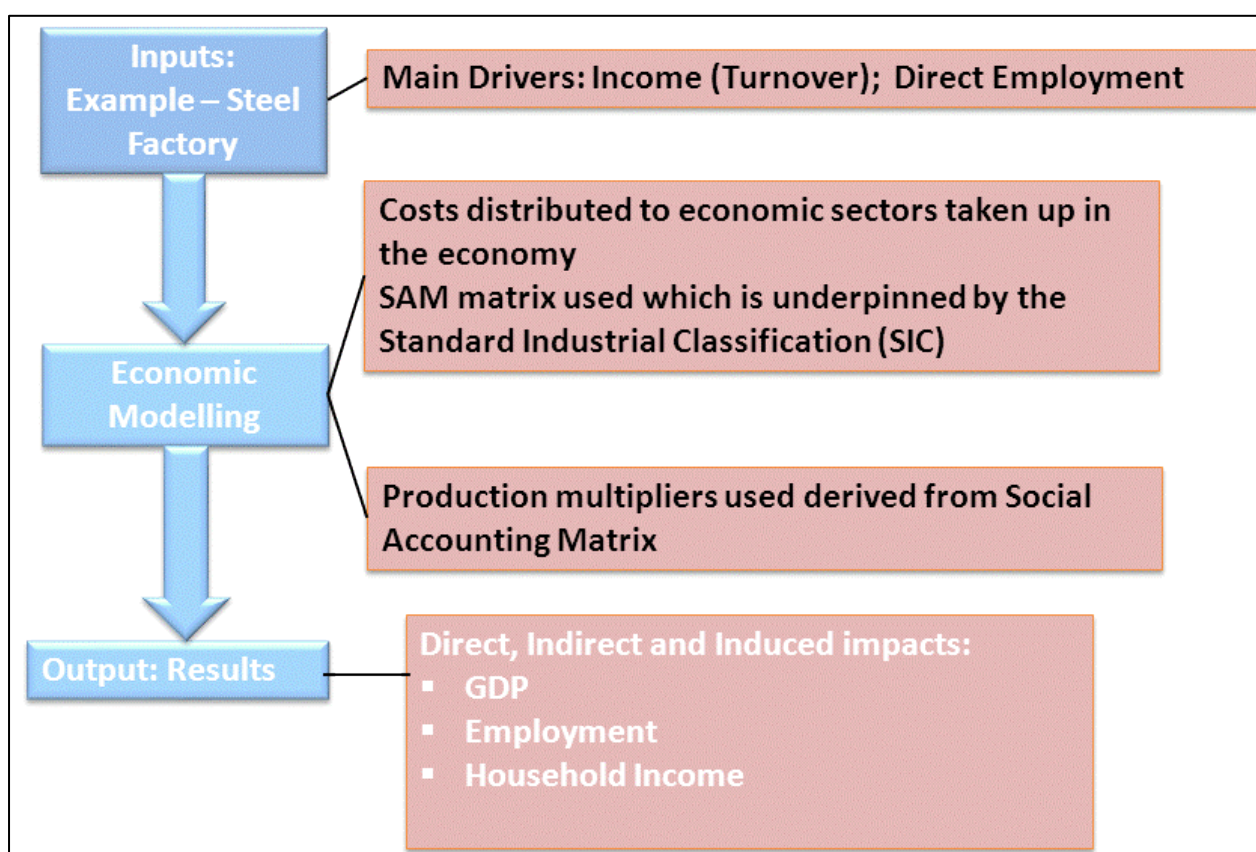 Inputs:
Example – Steel
Factory
Main Drivers: Income (Turnover);  Direct Employment
Costs distributed to economic sectors taken up in
the economy
SAM matrix used which is underpinned by the
Standard Industrial Classification (SIC)
Economic
Modelling
Production multipliers used derived from Social
Accounting Matrix
Output: Results
Direct, Indirect and Induced impacts:
▪ GDP
▪ Employment
▪ Household Income